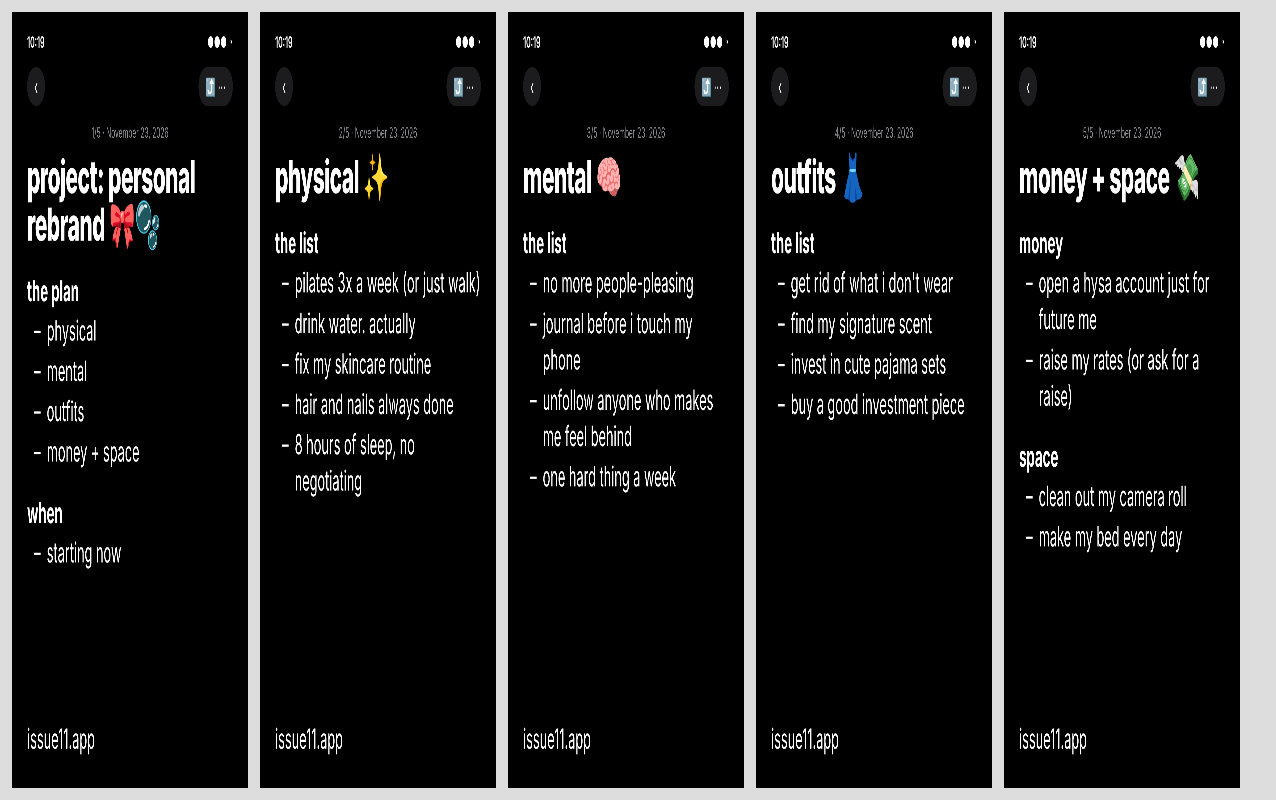 10:19
1/5 · November 23, 2026
project: personal
rebrand 🎀🫧
the plan
– physical
– mental
– outfits
– money + space
when
– starting now
issue11.app
10:19
2/5 · November 23, 2026
physical ✨
the list
– pilates 3x a week (or just walk)
– drink water. actually
– fix my skincare routine
– hair and nails always done
– 8 hours of sleep, no
negotiating
issue11.app
10:19
3/5 · November 23, 2026
mental 🧠
the list
– no more people-pleasing
– journal before i touch my
phone
– unfollow anyone who makes
me feel behind
– one hard thing a week
issue11.app
10:19
4/5 · November 23, 2026
outfits 👗
the list
– get rid of what i don't wear
– find my signature scent
– invest in cute pajama sets
– buy a good investment piece
issue11.app
10:19
5/5 · November 23, 2026
money + space 💸
money
– open a hysa account just for
future me
– raise my rates (or ask for a
raise)
space
– clean out my camera roll
– make my bed every day
issue11.app